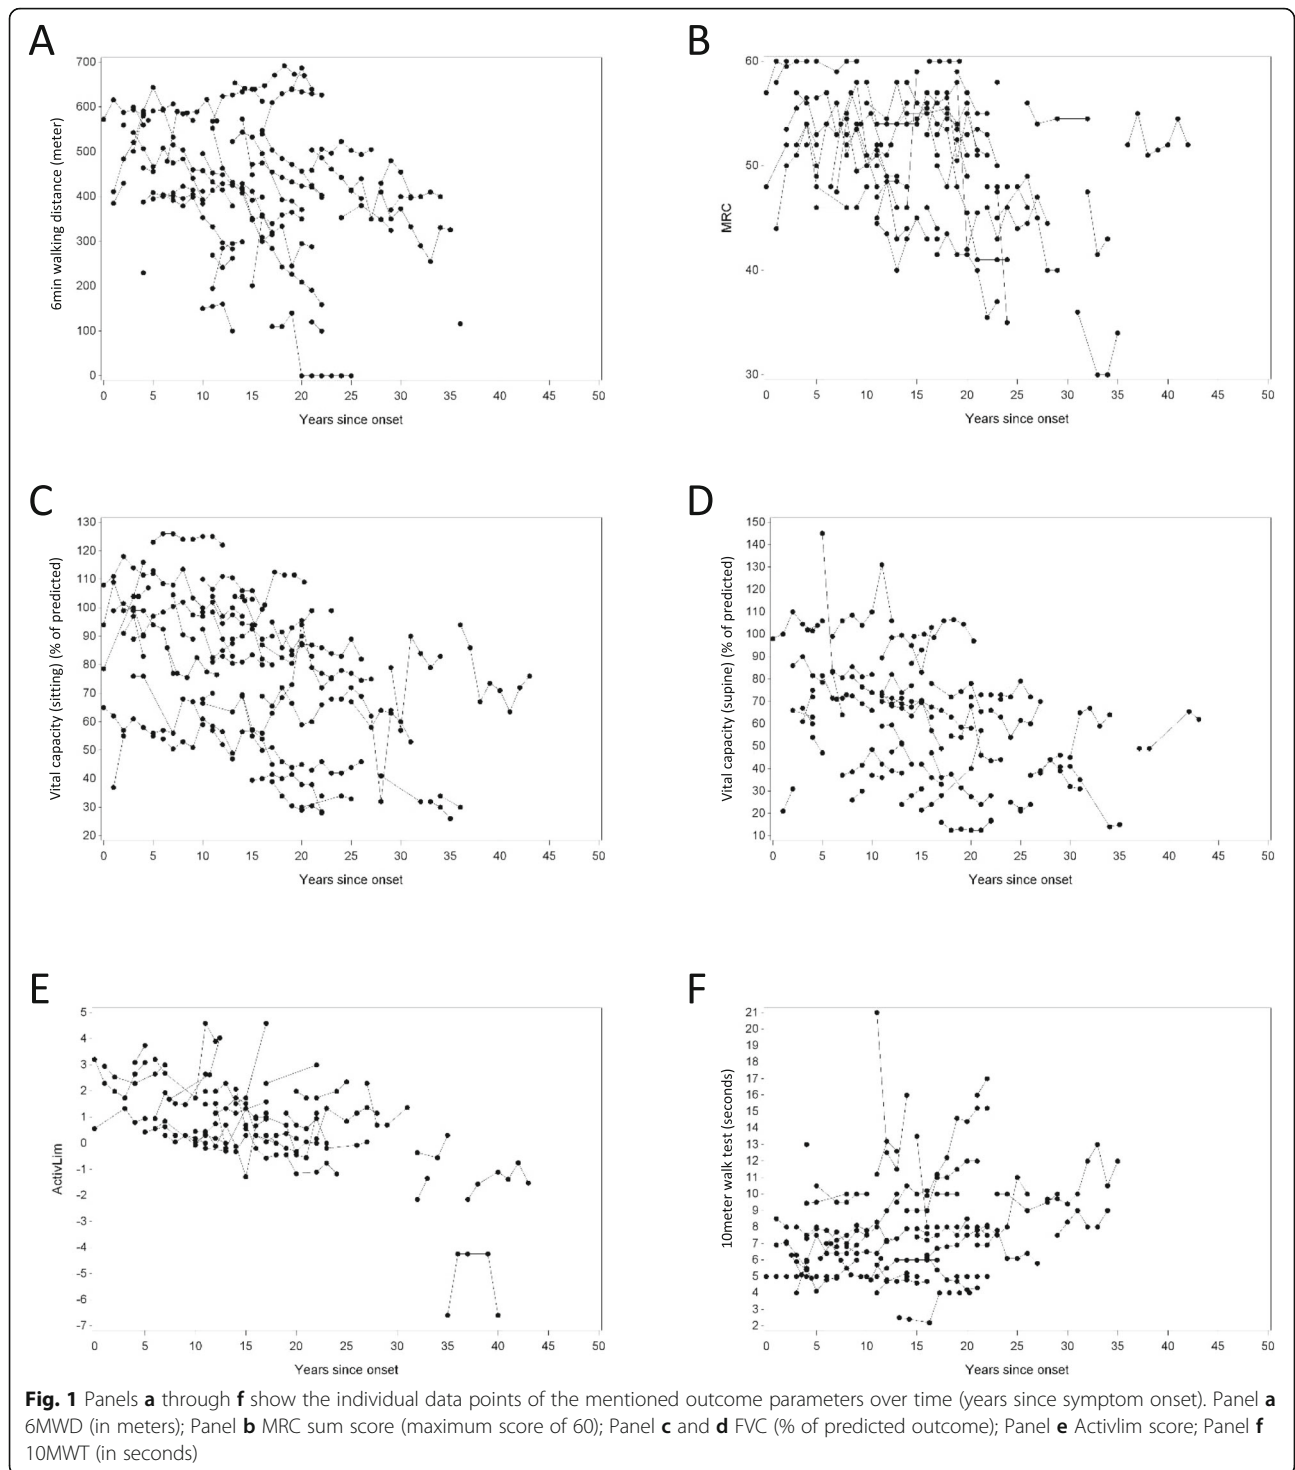 A
700
600
500
400
300
200
100
0
6min walking distance (meter)
0 5 10 15 20 25 30 35 40 45 50
Years since onset
B
60
50
40
30
MRC
0 5 10 15 20 25 30 35 40 45 50
Years since onset
C
130
120
110
100
90
80
70
60
50
40
30
20
Vital capacity (sitting) (% of predicted)
0 5 10 15 20 25 30 35 40 45 50
Years since onset
D
150
140
130
120
110
100
90
80
70
60
50
40
30
20
10
Vital capacity (supine) (% of predicted)
0 5 10 15 20 25 30 35 40 45 50
Years since onset
E
5
4
3
2
1
0
-1
-2
-3
-4
-5
-6
-7
ActivLim
0 5 10 15 20 25 30 35 40 45 50
Years since onset
F
21
20
19
18
17
16
15
14
13
12
11
10
9
8
7
6
5
4
3
2
10meter walk test (seconds)
0 5 10 15 20 25 30 35 40 45 50
Years since onset
Fig. 1 Panels a through f show the individual data points of the mentioned outcome parameters over time (years since symptom onset). Panel a
6MWD (in meters); Panel b MRC sum score (maximum score of 60); Panel c and d FVC (% of predicted outcome); Panel e Activlim score; Panel f
10MWT (in seconds)